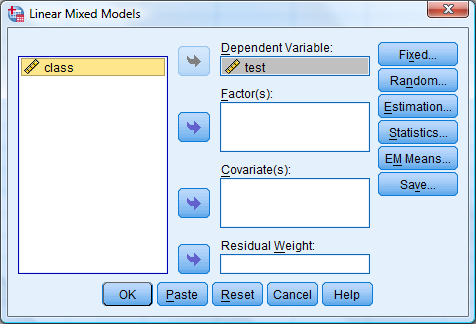 Linear Mixed Models
class
Dependent Variable:
test
Factor(s):
Covariate(s):
Residual Weight:
Fixed...
Random...
Estimation...
Statistics...
EM Means...
Save...
OK
Paste
Reset
Cancel
Help